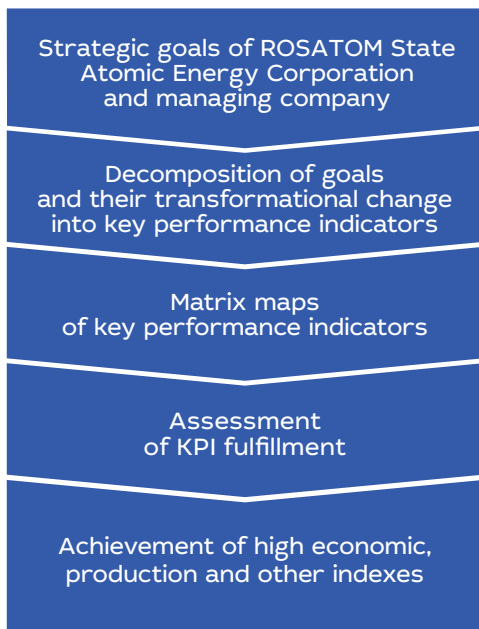 Strategic goals of ROSATOM State
Atomic Energy Corporation
and managing company
Decomposition of goals
and their transformational change
into key performance indicators
Matrix maps
of key performance indicators
Assessment
of KPI fulfillment
Achievement of high economic,
production and other indexes